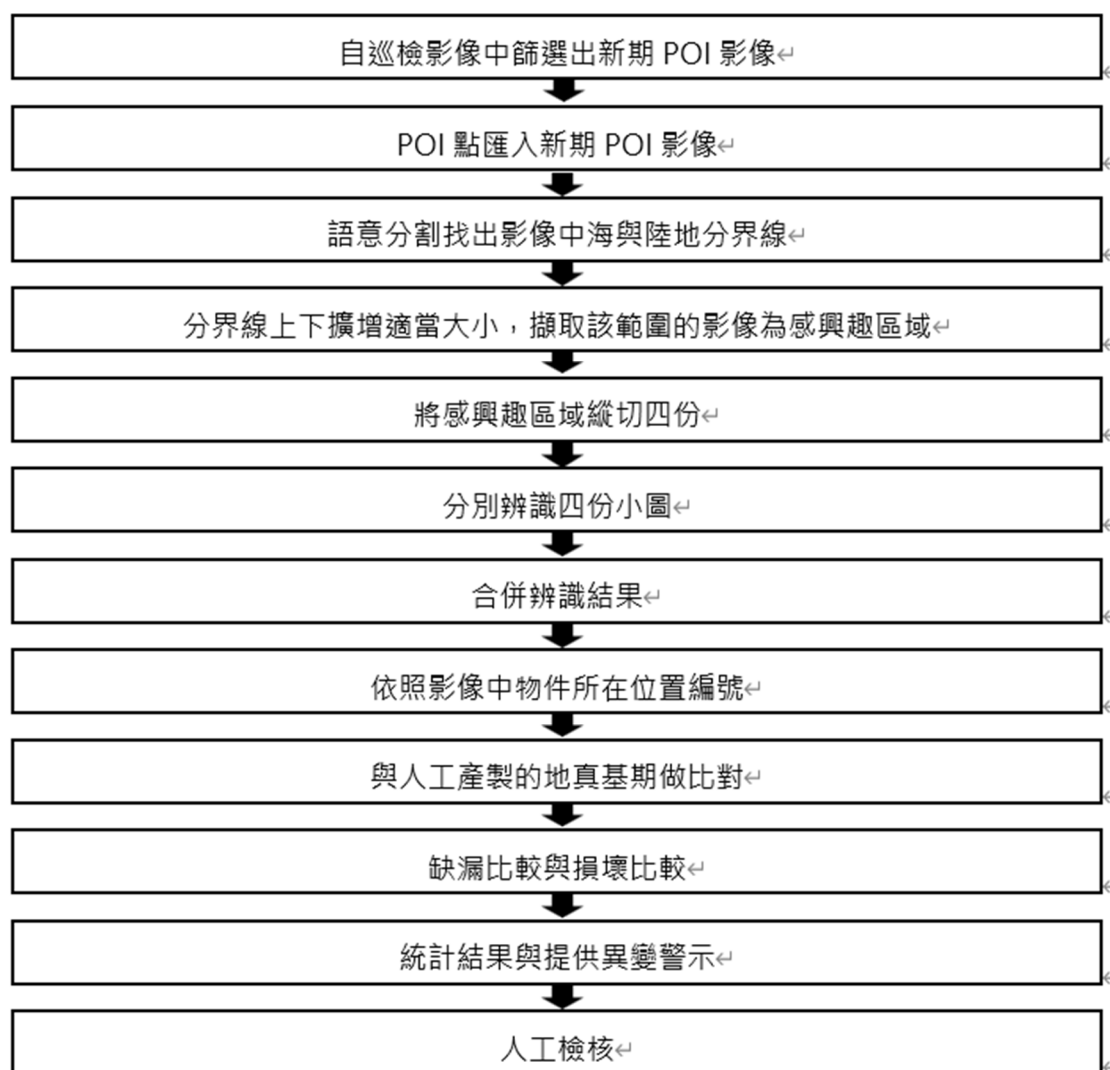 自巡檢影像中篩選出新期 POI 影像
POI 點匯入新期 POI 影像
語意分割找出影像中海與陸地分界線
分界線上下擴增適當大小，擷取該範圍的影像為感興趣區域
將感興趣區域縱切四份
分別辨識四份小圖
合併辨識結果
依照影像中物件所在位置編號
與人工產製的地真基期做比對
缺漏比較與損壞比較
統計結果與提供異變警示
人工檢核